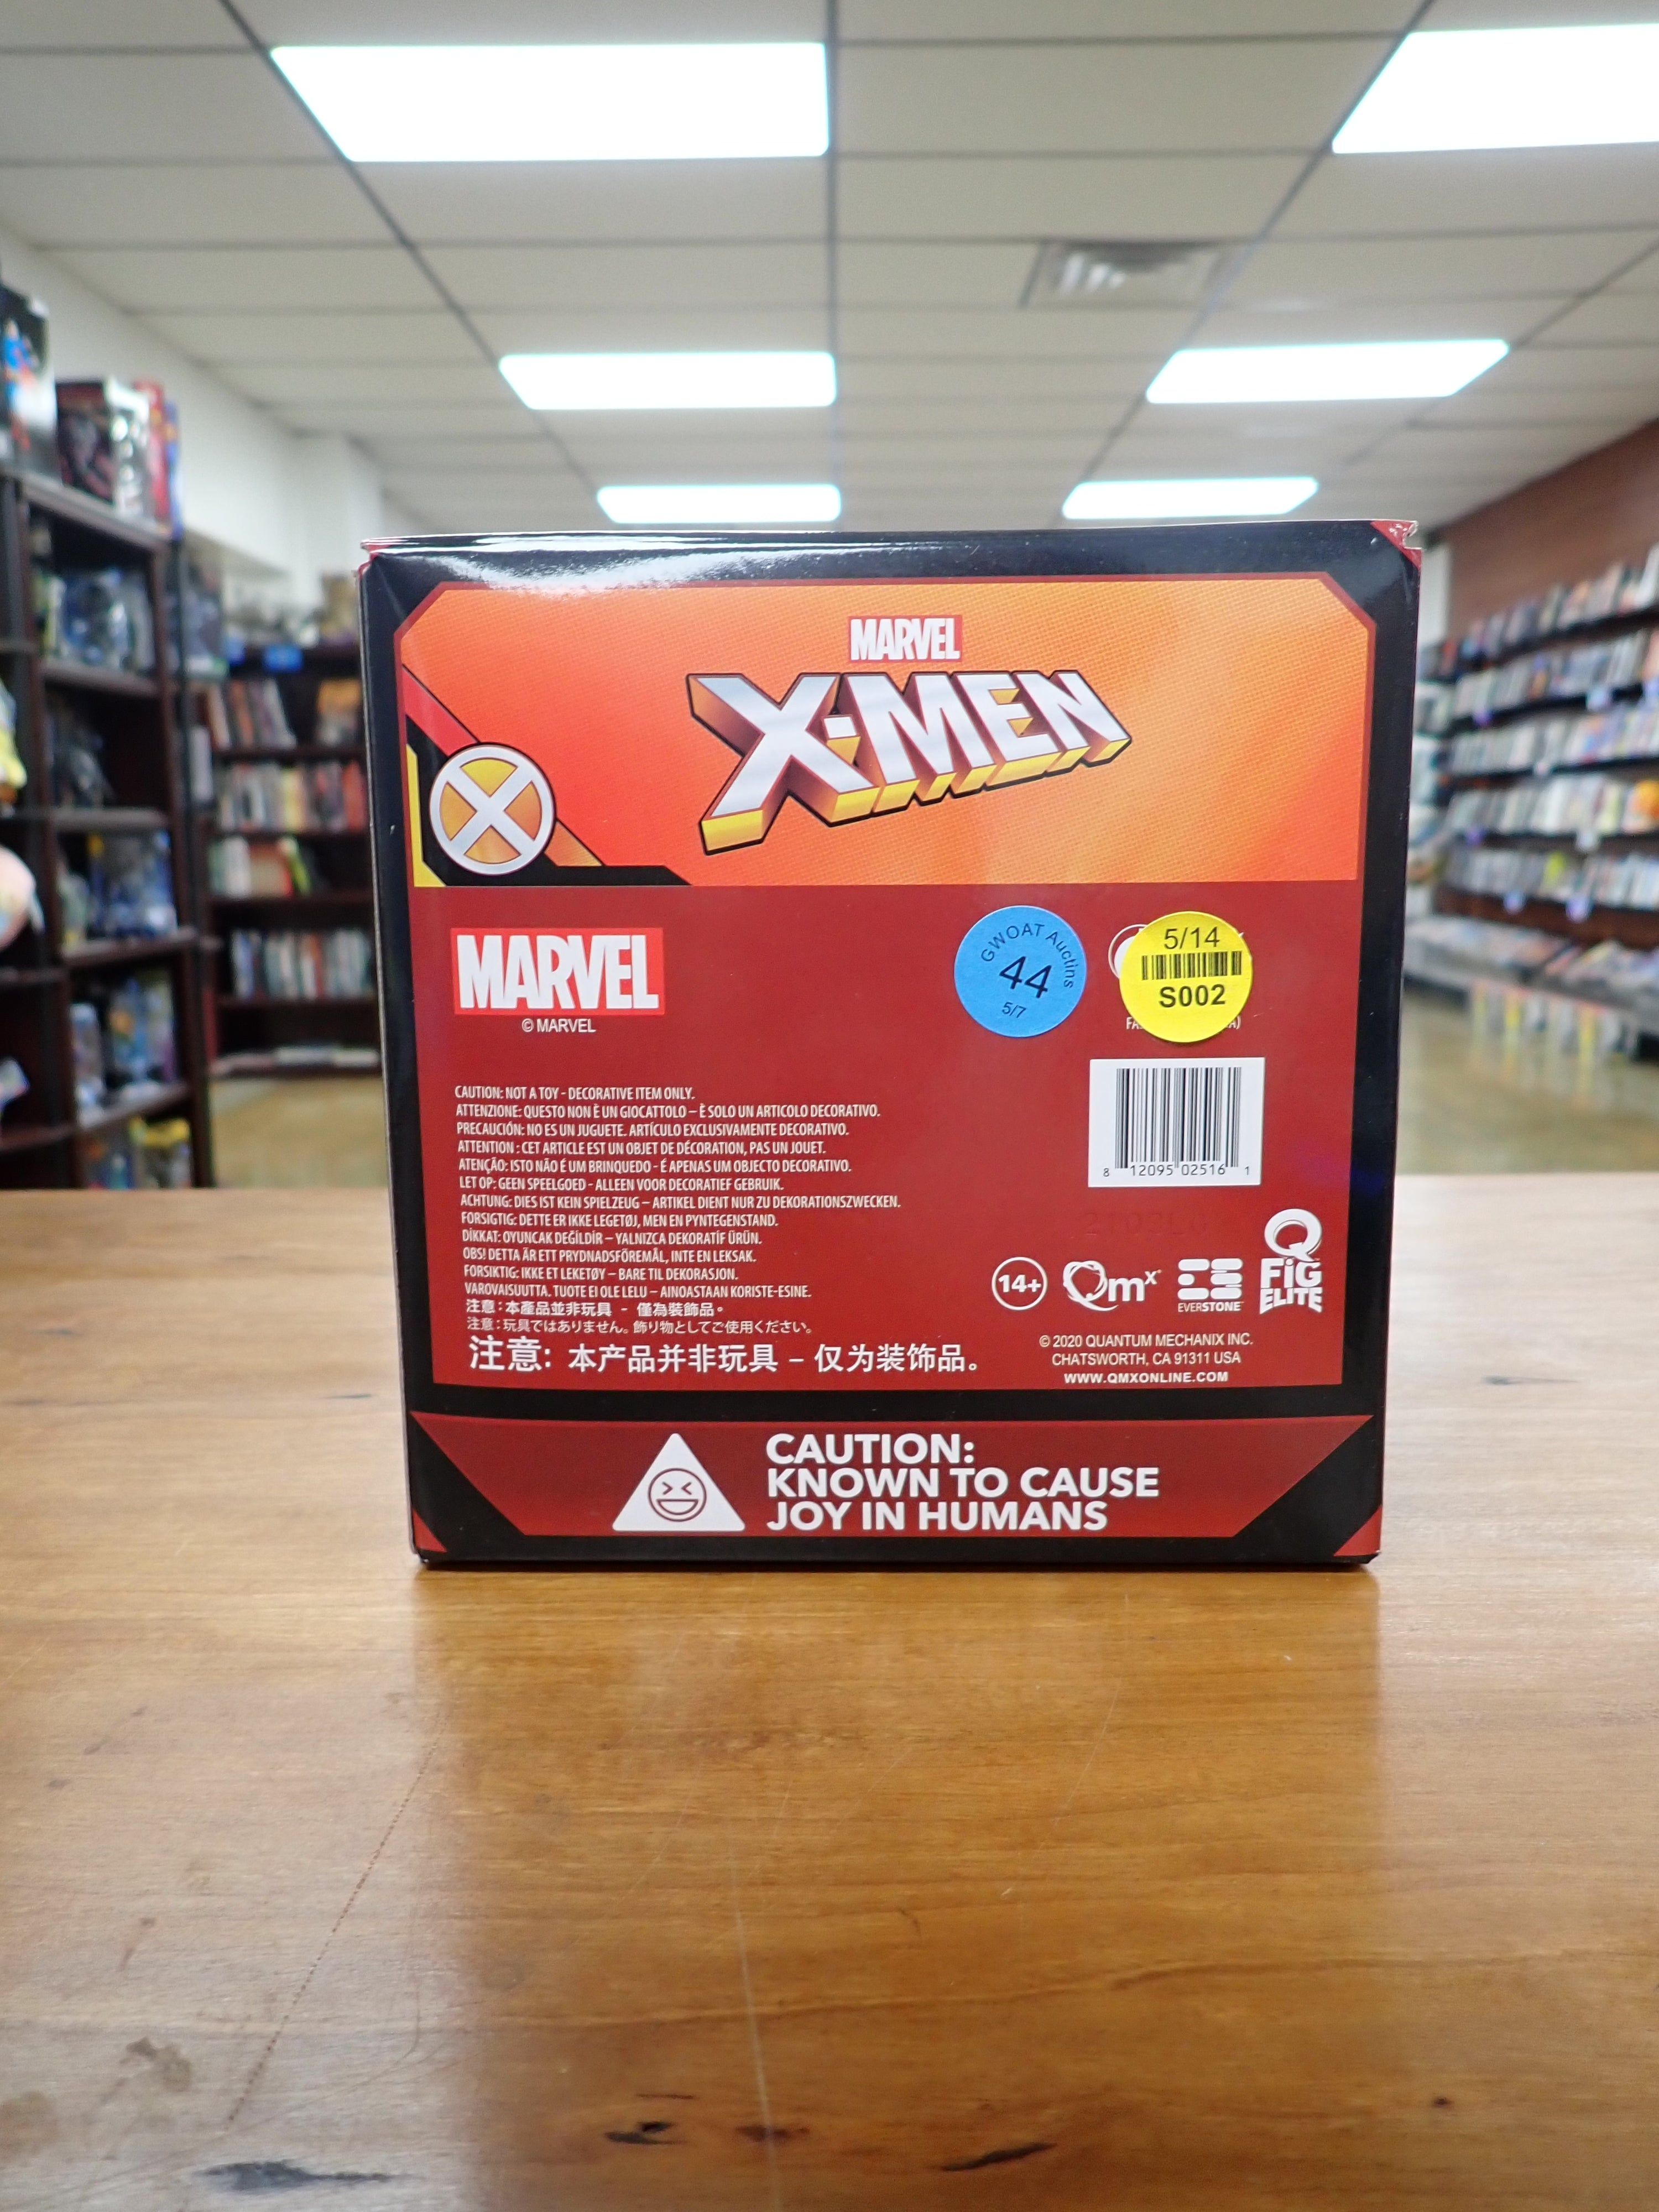 MARVEL
X-MEN
MARVEL
© MARVEL
GWOAT Auctins
44
5/7
5/14
S002
CAUTION: NOT A TOY - DECORATIVE ITEM ONLY.
ATTENZIONE: QUESTO NON È UN GIOCATTOLO – È SOLO UN ARTICOLO DECORATIVO.
PRECAUCIÓN: NO ES UN JUGUETE. ARTÍCULO EXCLUSIVAMENTE DECORATIVO.
ATTENTION : CET ARTICLE EST UN OBJET DE DÉCORATION, PAS UN JOUET.
ATENÇÃO: ISTO NÃO É UM BRINQUEDO - É APENAS UM OBJECTO DECORATIVO.
LET OP: GEEN SPEELGOED - ALLEEN VOOR DECORATIEF GEBRUIK.
ACHTUNG: DIES IST KEIN SPIELZEUG – ARTIKEL DIENT NUR ZU DEKORATIONSZWECKEN.
FORSIGTIG: DETTE ER IKKE LEGETØJ, MEN EN PYNTEGENSTAND.
DİKKAT: OYUNCAK DEĞİLDİR – YALNIZCA DEKORATİF ÜRÜN.
OBS! DETTA ÄR ETT PRYDNADSFÖREMÅL, INTE EN LEKSAK.
FORSIKTIG: IKKE ET LEKETØY – BARE TIL DEKORASJON.
VAROVAISUUTTA. TUOTE EI OLE LELU – AINOASTAAN KORISTE-ESINE.
注意：本產品並非玩具 - 僅為裝飾品。
注意：玩具ではありません。飾り物としてご使用ください。
注意: 本产品并非玩具 – 仅为装饰品。
8 12095 02516 1
14+
Qmx
EVERSTONE
Q
FiG
ELITE
© 2020 QUANTUM MECHANIX INC.
CHATSWORTH, CA 91311 USA
WWW.QMXONLINE.COM
CAUTION:
KNOWN TO CAUSE
JOY IN HUMANS